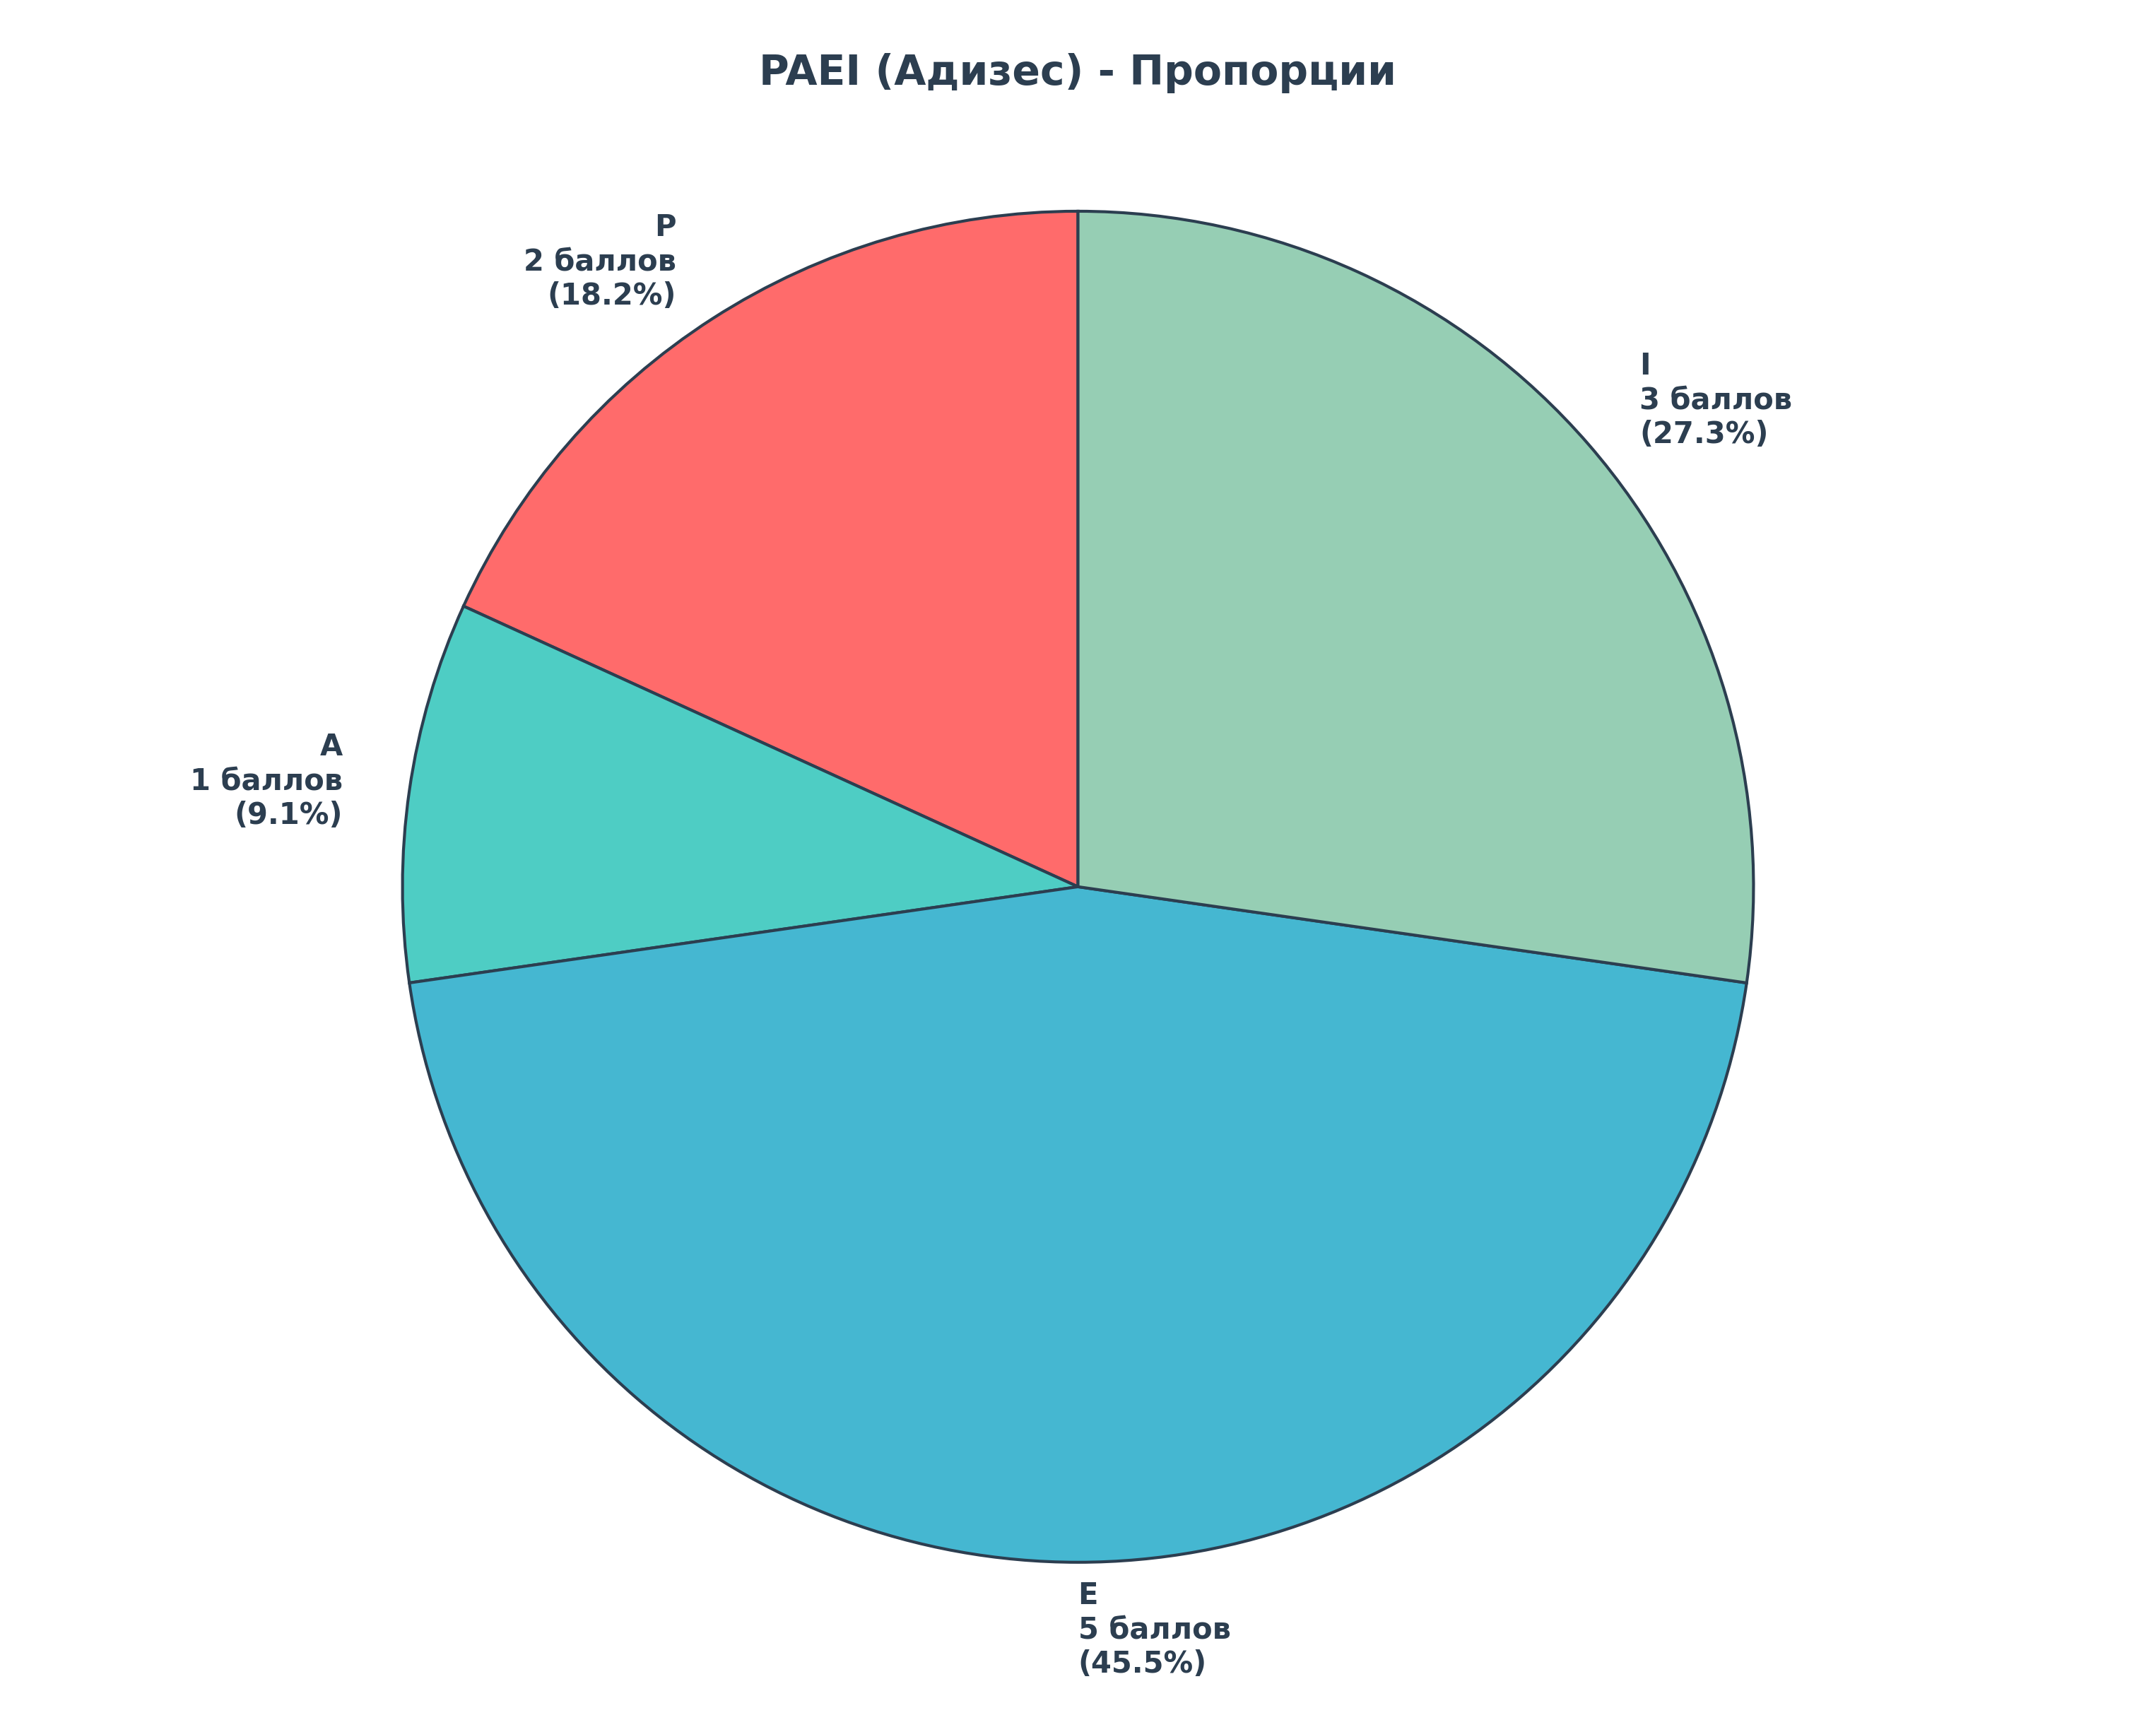 PAEI (Адизес) - Пропорции
P
2 баллов
(18.2%)
I
3 баллов
(27.3%)
A
1 баллов
(9.1%)
E
5 баллов
(45.5%)